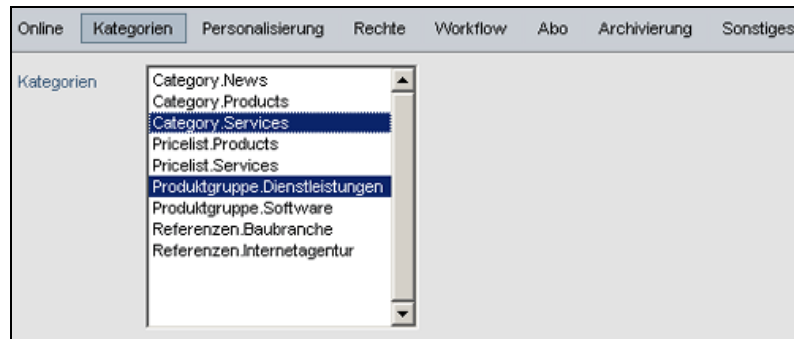 Online Kategorien Personalisierung Rechte Workflow Abo Archivierung Sonstiges
Kategorien
Category.News
Category.Products
Category.Services
Pricelist.Products
Pricelist.Services
Produktgruppe.Dienstleistungen
Produktgruppe.Software
Referenzen.Baubranche
Referenzen.Internetagentur